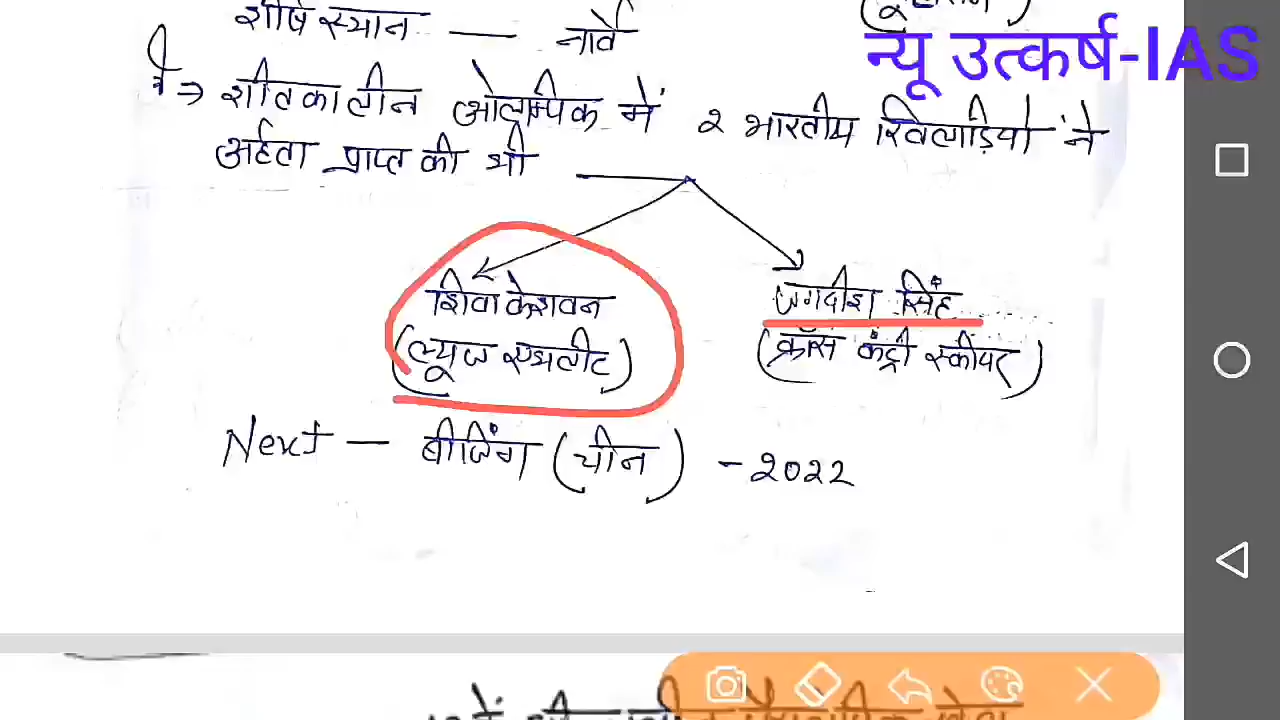 शीर्ष स्थान — नार्वे
न्यू उत्कर्ष-IAS
⇒ शीतकालीन ओलम्पिक में 2 भारतीय खिलाड़ियों ने
अर्हता प्राप्त की थी
शिवा केशवन
(ल्यूज एथलीट)
जगदीश सिंह
(क्रॉस कंट्री स्कीयर)
Next — बीजिंग (चीन) - 2022